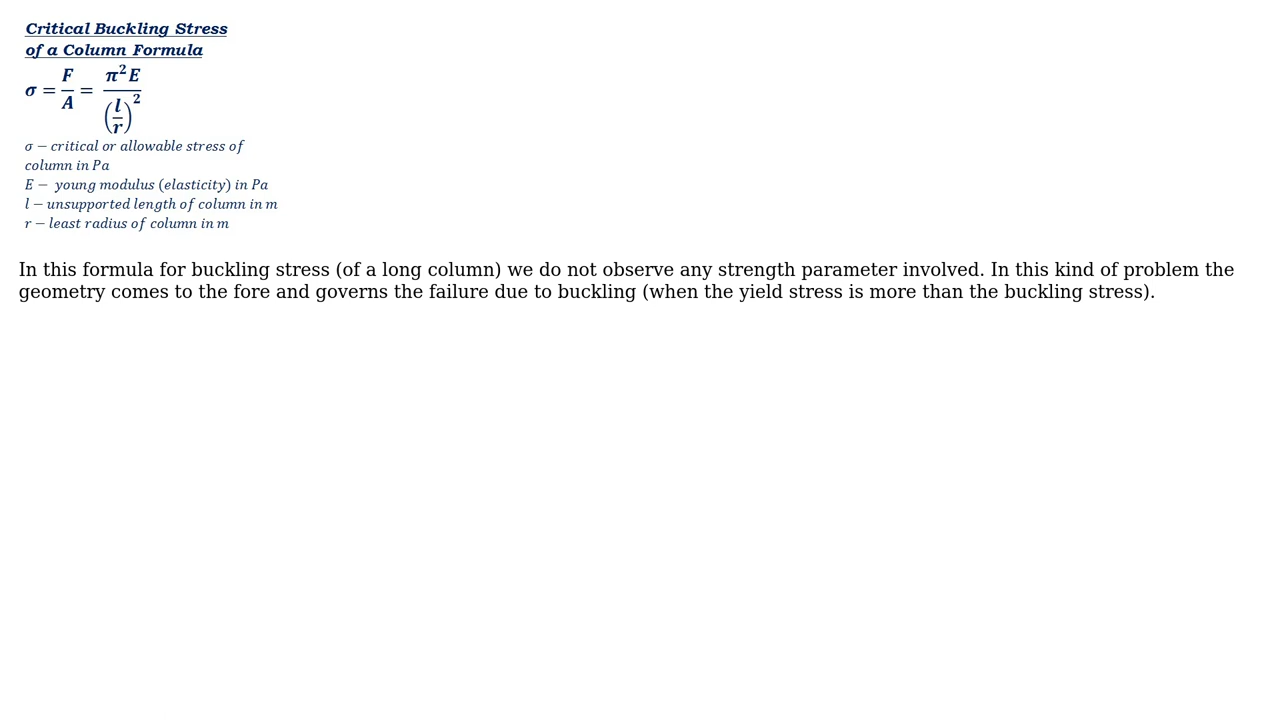 Critical Buckling Stress
of a Column Formula
σ = F/A = π²E/(l/r)²
σ − critical or allowable stress of
column in Pa
E − young modulus (elasticity) in Pa
l − unsupported length of column in m
r − least radius of column in m
In this formula for buckling stress (of a long column) we do not observe any strength parameter involved. In this kind of problem the
geometry comes to the fore and governs the failure due to buckling (when the yield stress is more than the buckling stress).